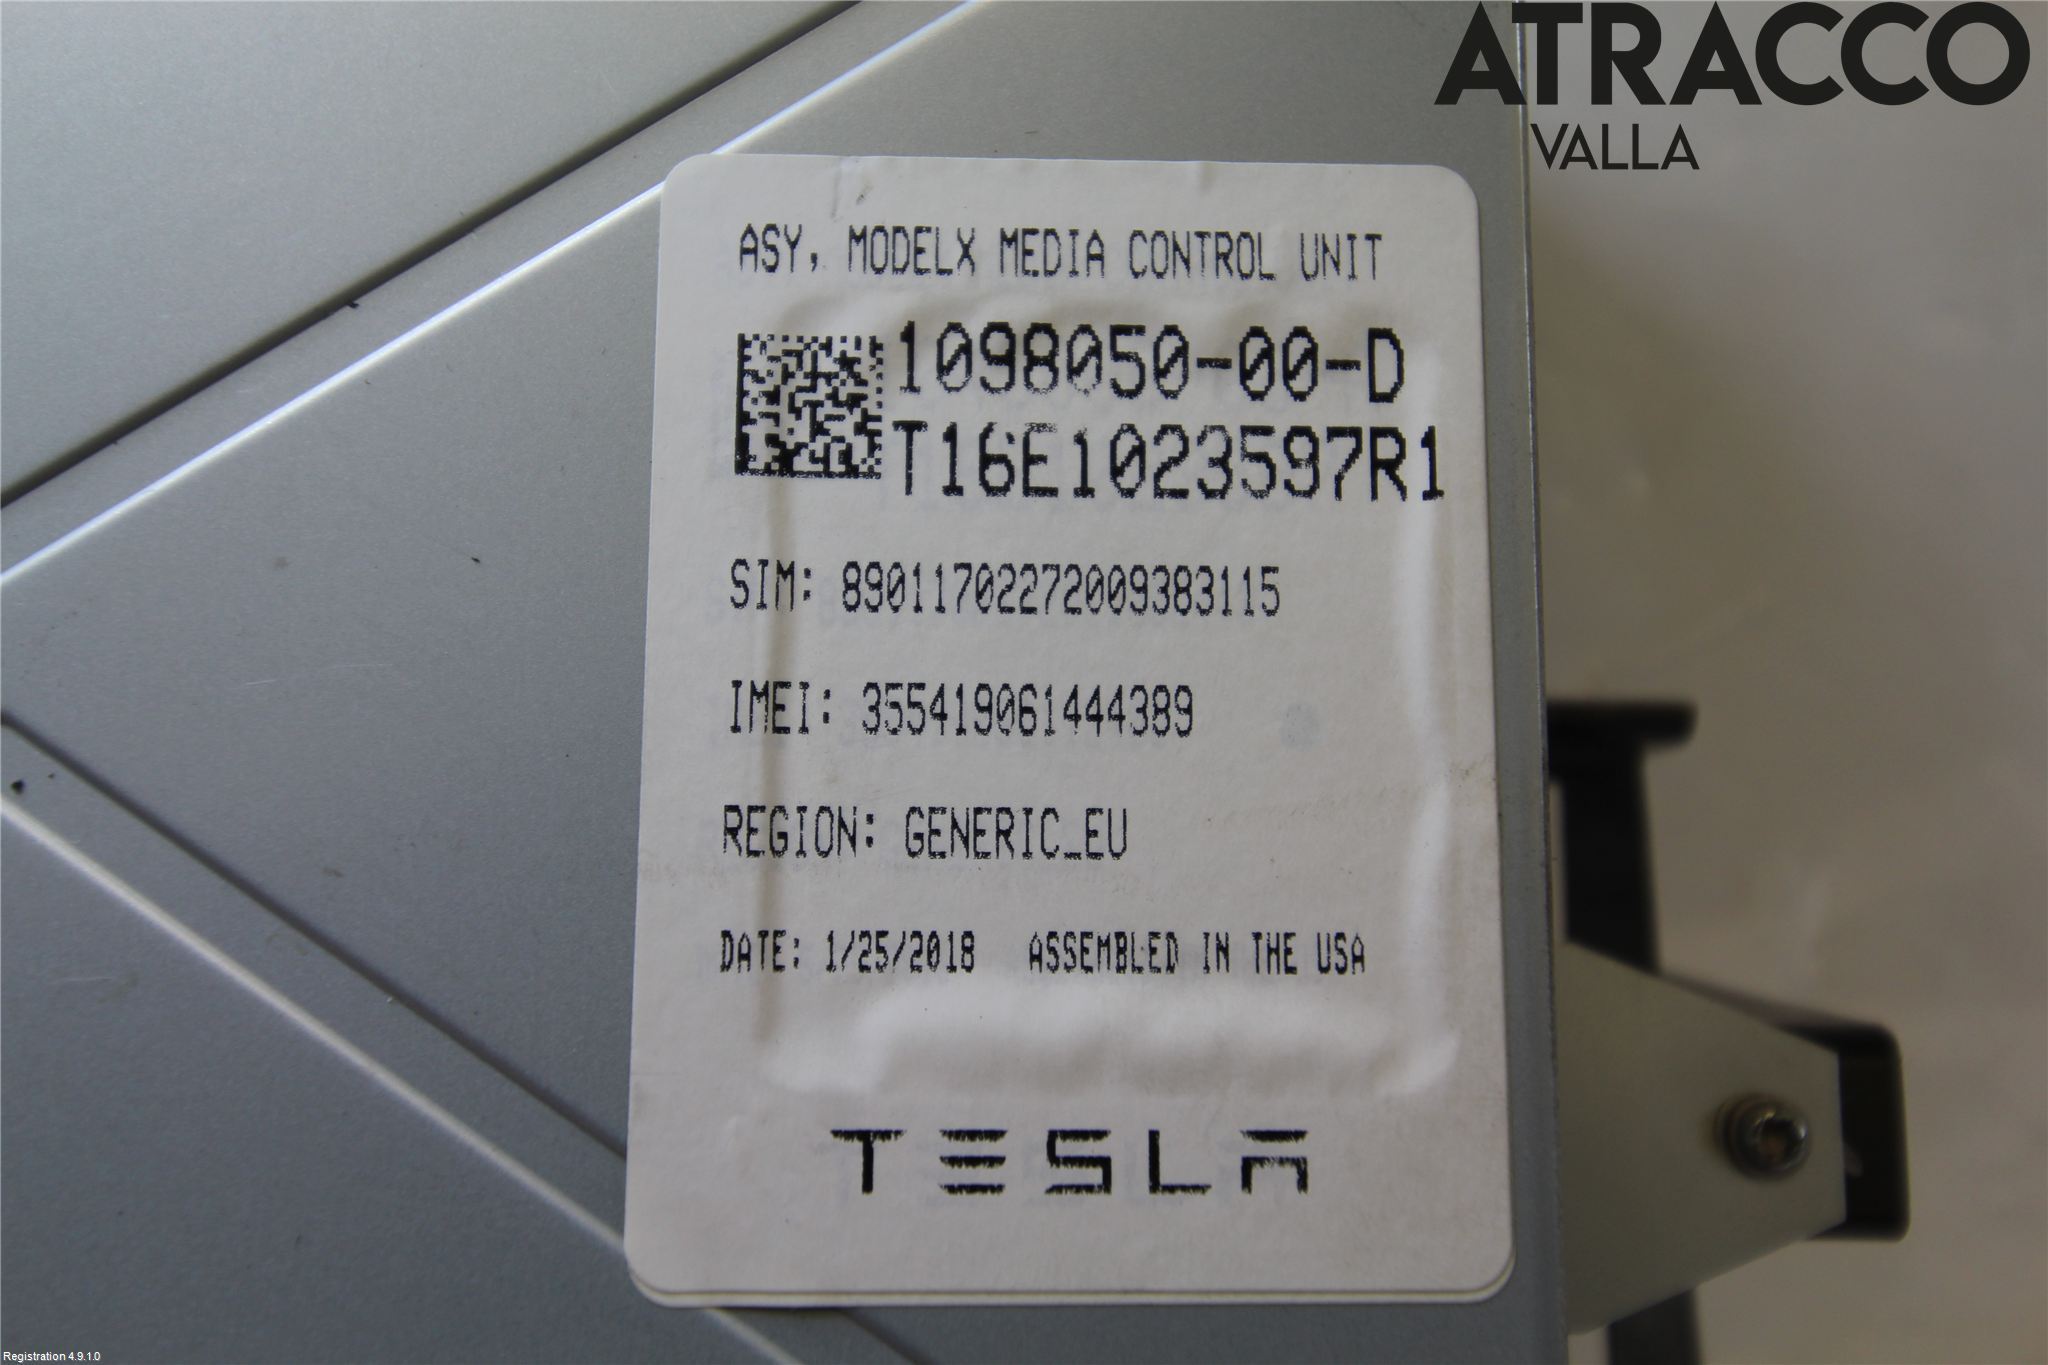 ATRACCO
VALLA
ASY, MODELX MEDIA CONTROL UNIT
1098050-00-D
T16E1023597R1
SIM: 89011702272009383115
IMEI: 355419061444389
REGION: GENERIC_EU
DATE: 1/25/2018 ASSEMBLED IN THE USA
TESLA
Registration 4.9.1.0